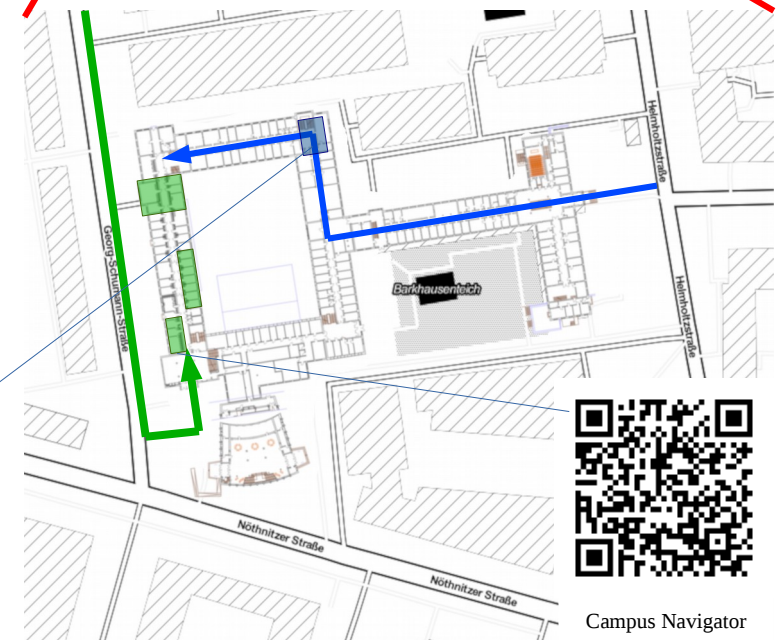 Helmholtzstraße
Georg-Schumann-Straße
Barkhausenteich
Helmholtzstraße
Nöthnitzer Straße
Nöthnitzer Straße
Campus Navigator